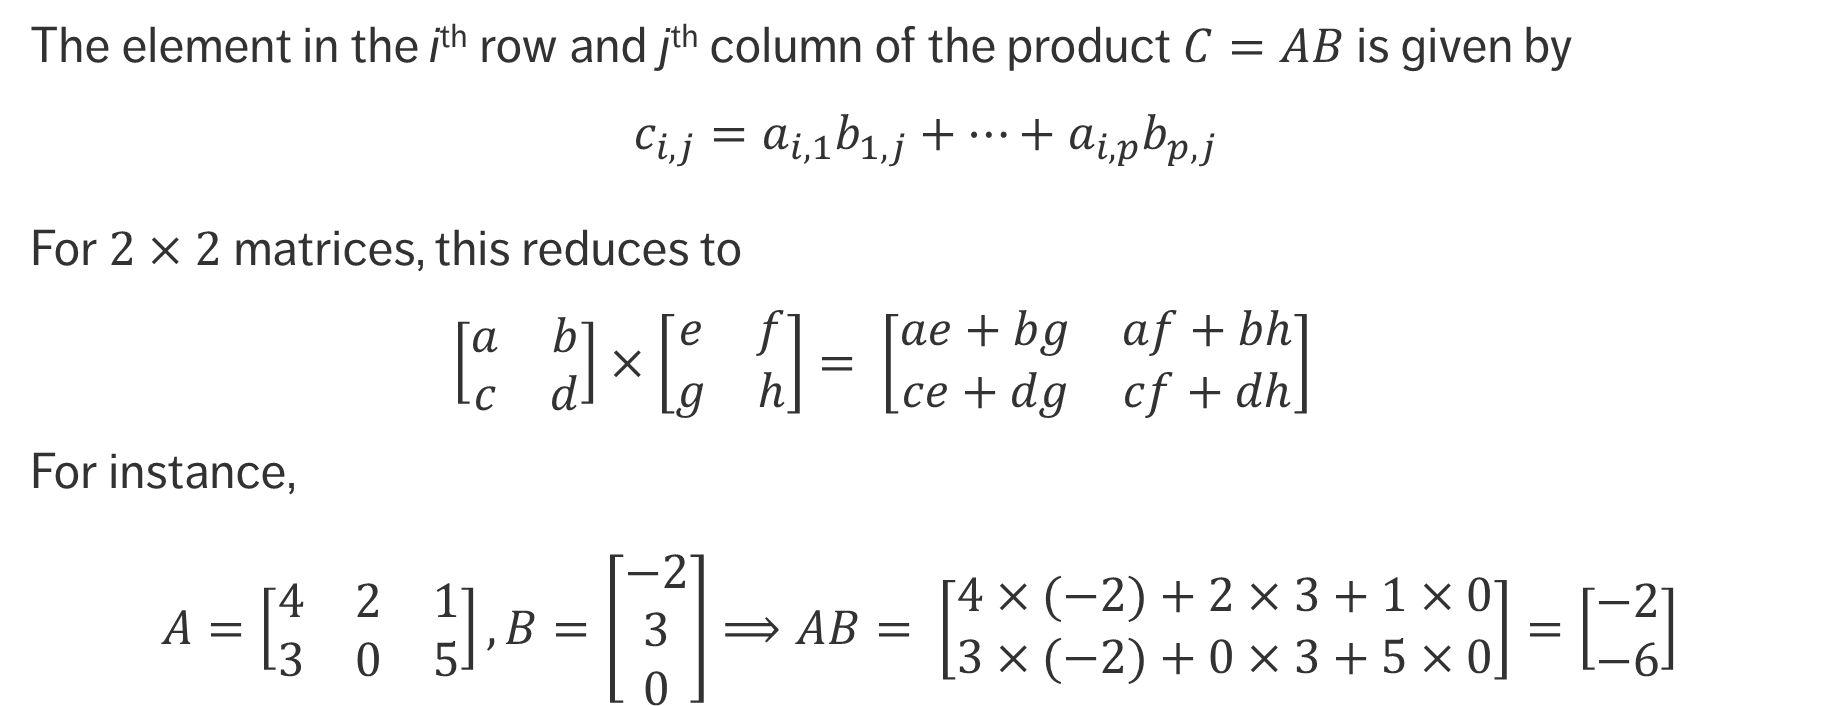 The element in the iᵗʰ row and jᵗʰ column of the product C = AB is given by
c_{i,j} = a_{i,1}b_{1,j} + ⋯ + a_{i,p}b_{p,j}
For 2 × 2 matrices, this reduces to
[a b; c d] × [e f; g h] = [ae + bg af + bh; ce + dg cf + dh]
For instance,
A = [4 2 1; 3 0 5], B = [−2; 3; 0] ⟹ AB = [4 × (−2) + 2 × 3 + 1 × 0; 3 × (−2) + 0 × 3 + 5 × 0] = [−2; −6]